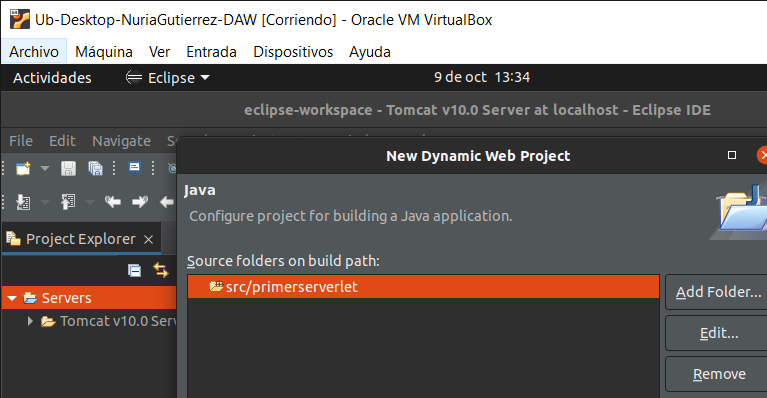 Ub-Desktop-NuriaGutierrez-DAW [Corriendo] - Oracle VM VirtualBox
Archivo Máquina Ver Entrada Dispositivos Ayuda
Actividades Eclipse 9 de oct 13:34
eclipse-workspace - Tomcat v10.0 Server at localhost - Eclipse IDE
File Edit Navigate
New Dynamic Web Project
Java
Configure project for building a Java application.
Project Explorer
Source folders on build path:
src/primerserverlet
Add Folder...
Servers
Tomcat v10.0 Serv
Edit...
Remove